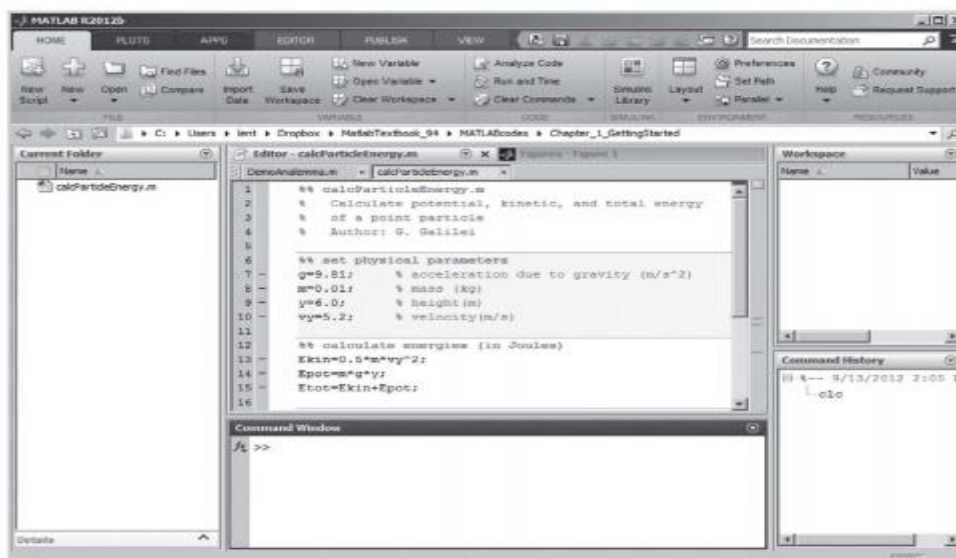 MATLAB R2012b
HOME PLOTS APPS EDITOR PUBLISH VIEW Search Documentation
New Script New Open Find Files Compare Import Data Save Workspace New Variable Open Variable Clear Workspace Analyze Code Run and Time Clear Commands Simulink Library Layout Preferences Set Path Parallel Help Community Request Support
FILE VARIABLE CODE SIMULINK ENVIRONMENT RESOURCES
C: Users lent Dropbox MatlabTextbook_94 MATLABcodes Chapter_1_GettingStarted
Current Folder
Name
calcParticleEnergy.m
Details
Editor - calcParticleEnergy.m Figures - Figure 1
DemoAnalemma.m calcParticleEnergy.m
1 %% calcParticleEnergy.m
2 % Calculate potential, kinetic, and total energy
3 % of a point particle
4 % Author: G. Galilei
5
6 %% set physical parameters
7 - g=9.81; % acceleration due to gravity (m/s^2)
8 - m=0.01; % mass (kg)
9 - y=6.0; % height(m)
10 - vy=5.2; % velocity(m/s)
11
12 %% calculate energies (in Joules)
13 - Ekin=0.5*m*vy^2;
14 - Epot=m*g*y;
15 - Etot=Ekin+Epot;
16
Command Window
fx >>
Workspace
Name Value
Command History
%-- 9/13/2012 2:05
clc